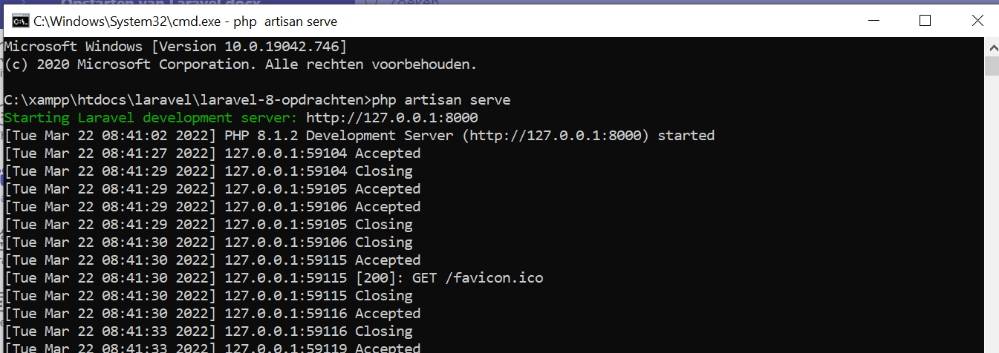 Opstarten van Laravel.docx
Zoeken
C:\Windows\System32\cmd.exe - php  artisan serve
Microsoft Windows [Version 10.0.19042.746]
(c) 2020 Microsoft Corporation. Alle rechten voorbehouden.
C:\xampp\htdocs\laravel\laravel-8-opdrachten>php artisan serve
Starting Laravel development server: http://127.0.0.1:8000
[Tue Mar 22 08:41:02 2022] PHP 8.1.2 Development Server (http://127.0.0.1:8000) started
[Tue Mar 22 08:41:27 2022] 127.0.0.1:59104 Accepted
[Tue Mar 22 08:41:29 2022] 127.0.0.1:59104 Closing
[Tue Mar 22 08:41:29 2022] 127.0.0.1:59105 Accepted
[Tue Mar 22 08:41:29 2022] 127.0.0.1:59106 Accepted
[Tue Mar 22 08:41:29 2022] 127.0.0.1:59105 Closing
[Tue Mar 22 08:41:30 2022] 127.0.0.1:59106 Closing
[Tue Mar 22 08:41:30 2022] 127.0.0.1:59115 Accepted
[Tue Mar 22 08:41:30 2022] 127.0.0.1:59115 [200]: GET /favicon.ico
[Tue Mar 22 08:41:30 2022] 127.0.0.1:59115 Closing
[Tue Mar 22 08:41:30 2022] 127.0.0.1:59116 Accepted
[Tue Mar 22 08:41:33 2022] 127.0.0.1:59116 Closing
[Tue Mar 22 08:41:33 2022] 127.0.0.1:59119 Accepted